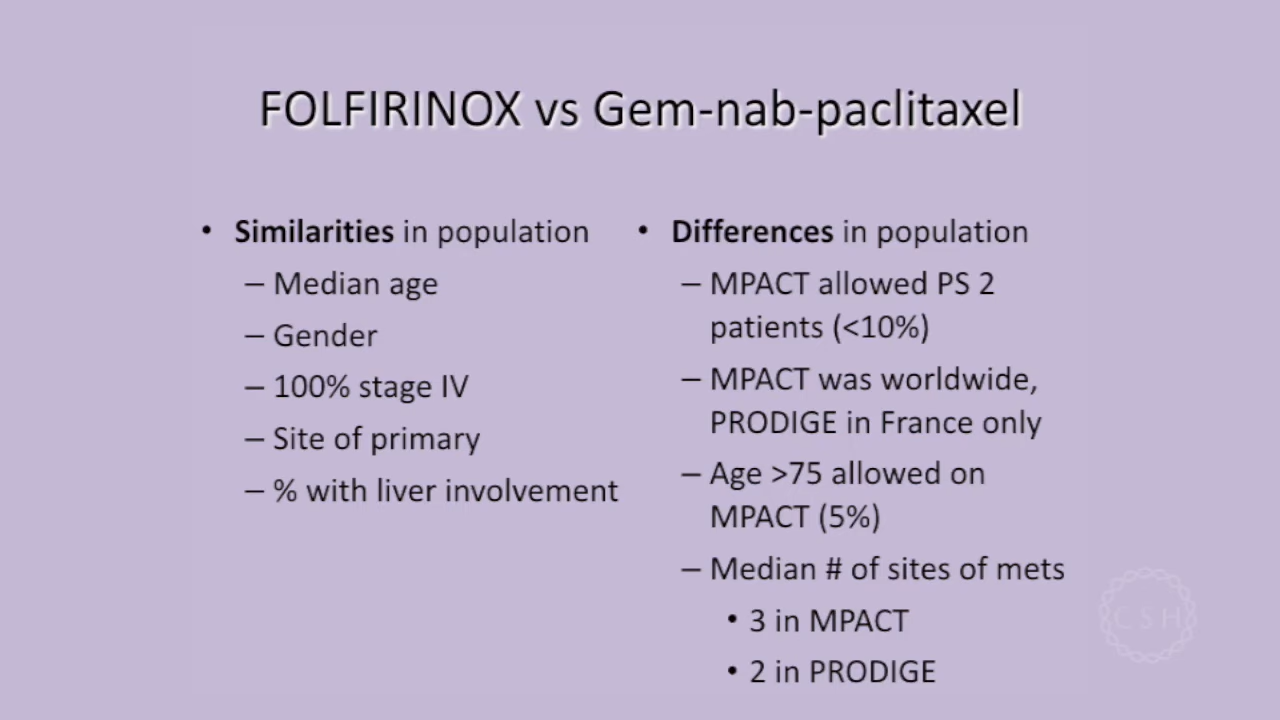 FOLFIRINOX vs Gem-nab-paclitaxel
• Similarities in population
– Median age
– Gender
– 100% stage IV
– Site of primary
– % with liver involvement
• Differences in population
– MPACT allowed PS 2
patients (<10%)
– MPACT was worldwide,
PRODIGE in France only
– Age >75 allowed on
MPACT (5%)
– Median # of sites of mets
• 3 in MPACT
• 2 in PRODIGE
CSH